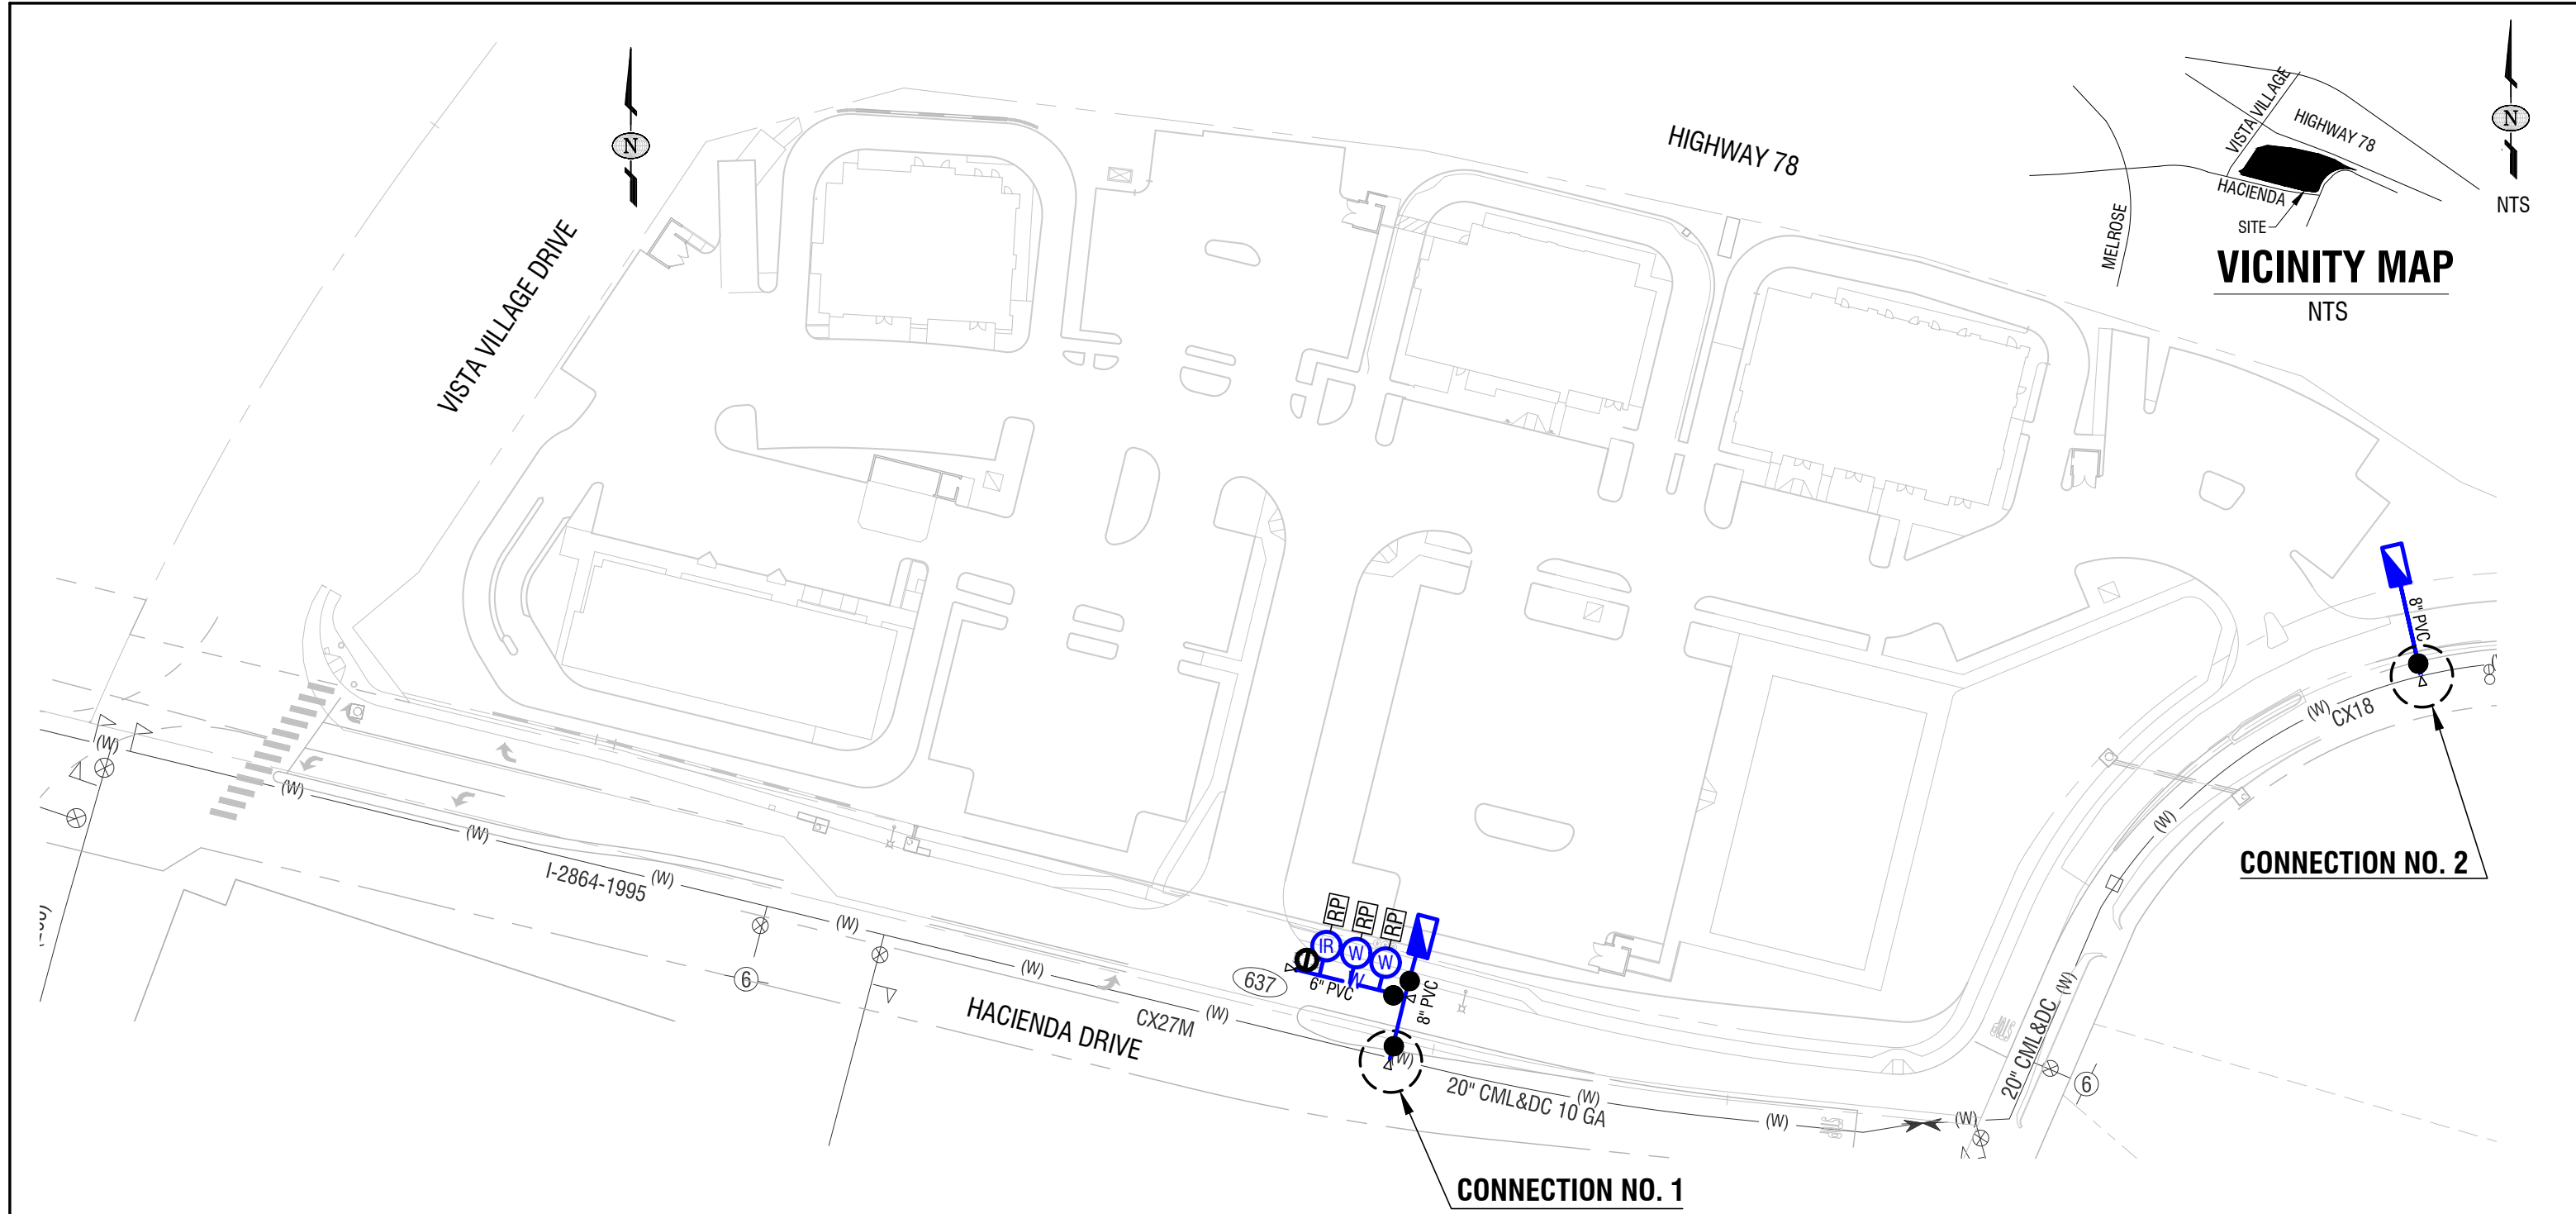 N
N
NTS
VISTA VILLAGE
HIGHWAY 78
HACIENDA
SITE
MELROSE
VICINITY MAP
NTS
HIGHWAY 78
VISTA VILLAGE DRIVE
8" PVC
(W)
CX18
(W)
(W)
CONNECTION NO. 2
(W)
(W)
(W)
I-2864-1995
(W)
(W)
6
RP
RP
RP
IR
W
W
W
637
6" PVC
8" PVC
(W)
CX27M
(W)
HACIENDA DRIVE
(W)
20" CML&DC 10 GA
(W)
(W)
(W)
20" CML&DC
(W)
6
CONNECTION NO. 1